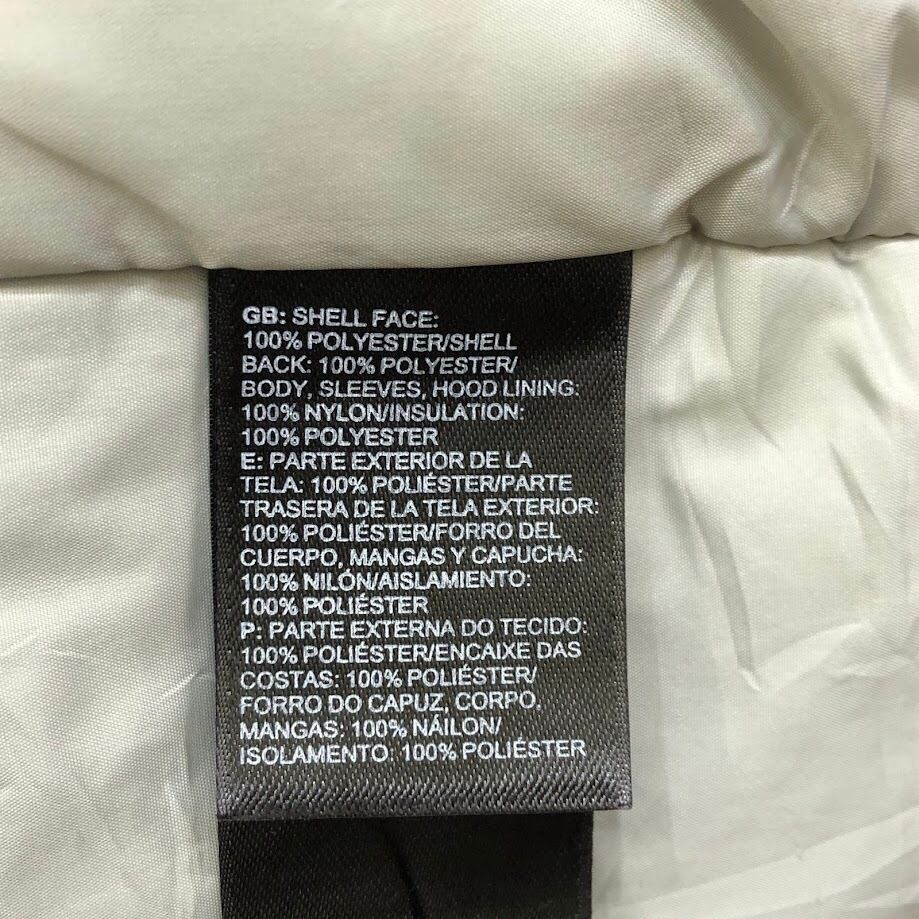 GB: SHELL FACE:
100% POLYESTER/SHELL
BACK: 100% POLYESTER/
BODY, SLEEVES, HOOD LINING:
100% NYLON/INSULATION:
100% POLYESTER
E: PARTE EXTERIOR DE LA
TELA: 100% POLIÉSTER/PARTE
TRASERA DE LA TELA EXTERIOR:
100% POLIÉSTER/FORRO DEL
CUERPO, MANGAS Y CAPUCHA:
100% NILÓN/AISLAMIENTO:
100% POLIÉSTER
P: PARTE EXTERNA DO TECIDO:
100% POLIÉSTER/ENCAIXE DAS
COSTAS: 100% POLIÉSTER/
FORRO DO CAPUZ, CORPO,
MANGAS: 100% NÁILON/
ISOLAMENTO: 100% POLIÉSTER